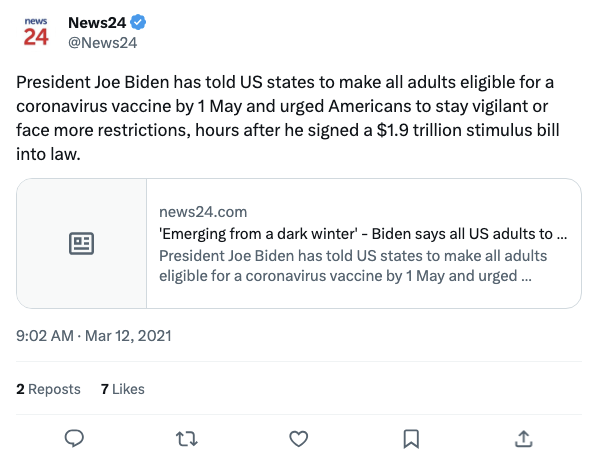 news
24
News24
@News24
President Joe Biden has told US states to make all adults eligible for a
coronavirus vaccine by 1 May and urged Americans to stay vigilant or
face more restrictions, hours after he signed a $1.9 trillion stimulus bill
into law.
news24.com
'Emerging from a dark winter' - Biden says all US adults to ...
President Joe Biden has told US states to make all adults
eligible for a coronavirus vaccine by 1 May and urged ...
9:02 AM · Mar 12, 2021
2 Reposts 7 Likes